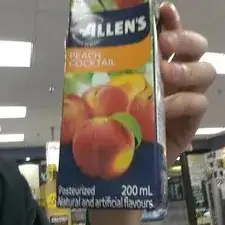 ALLEN'S
PEACH
COCKTAIL
Pasteurized
200 mL
Natural and artificial flavours